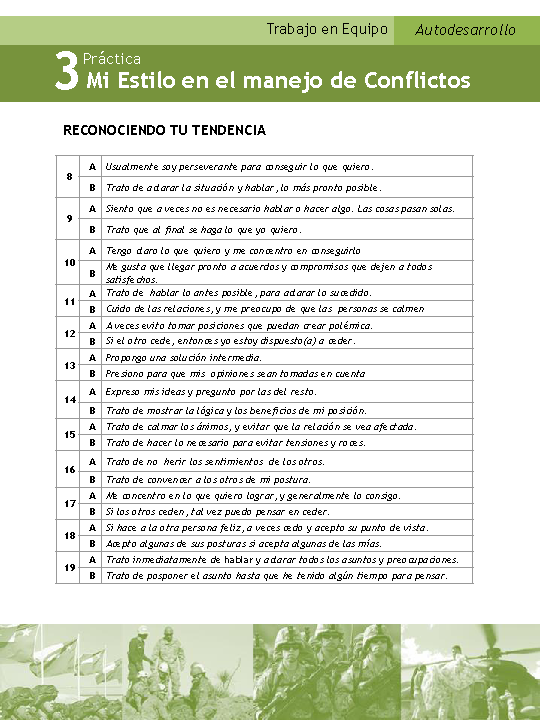 Trabajo en Equipo Autodesarrollo
3 Práctica
Mi Estilo en el manejo de Conflictos
RECONOCIENDO TU TENDENCIA
8
A Usualmente soy perseverante para conseguir lo que quiero.
B Trato de aclarar la situación y hablar, lo más pronto posible.
9
A Siento que a veces no es necesario hablar o hacer algo. Las cosas pasan solas.
B Trato que al final se haga lo que yo quiero.
10
A Tengo claro lo que quiero y me concentro en conseguirlo
B Me gusta que llegar pronto a acuerdos y compromisos que dejen a todos
satisfechos.
11
A Trato de hablar lo antes posible, para aclarar lo sucedido.
B Cuido de las relaciones, y me preocupo de que las personas se calmen
12
A A veces evito tomar posiciones que puedan crear polémica.
B Si el otro cede, entonces yo estoy dispuesto(a) a ceder.
13
A Propongo una solución intermedia.
B Presiono para que mis opiniones sean tomadas en cuenta
14
A Expreso mis ideas y pregunto por las del resto.
B Trato de mostrar la lógica y los beneficios de mi posición.
15
A Trato de calmar los ánimos, y evitar que la relación se vea afectada.
B Trato de hacer lo necesario para evitar tensiones y roces.
16
A Trato de no herir los sentimientos de los otros.
B Trato de convencer a los otros de mi postura.
17
A Me concentro en lo que quiero lograr, y generalmente lo consigo.
B Si los otros ceden, tal vez puedo pensar en ceder.
18
A Si hace a la otra persona feliz, a veces cedo y acepto su punto de vista.
B Acepto algunas de sus posturas si acepta algunas de las mías.
19
A Trato inmediatamente de hablar y aclarar todos los asuntos y preocupaciones.
B Trato de posponer el asunto hasta que he tenido algún tiempo para pensar.